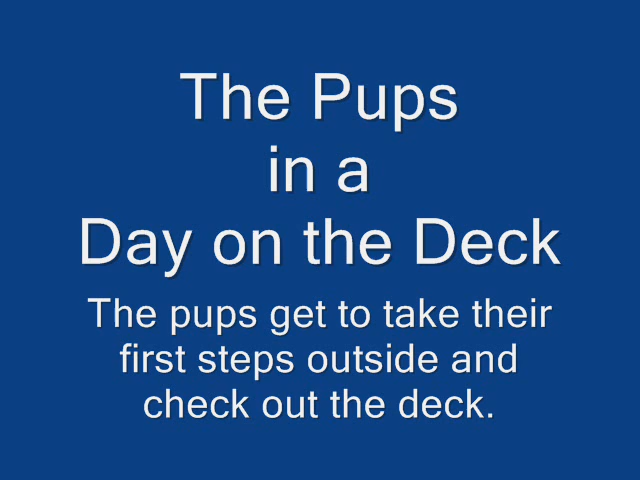 The Pups
in a
Day on the Deck
The pups get to take their
first steps outside and
check out the deck.